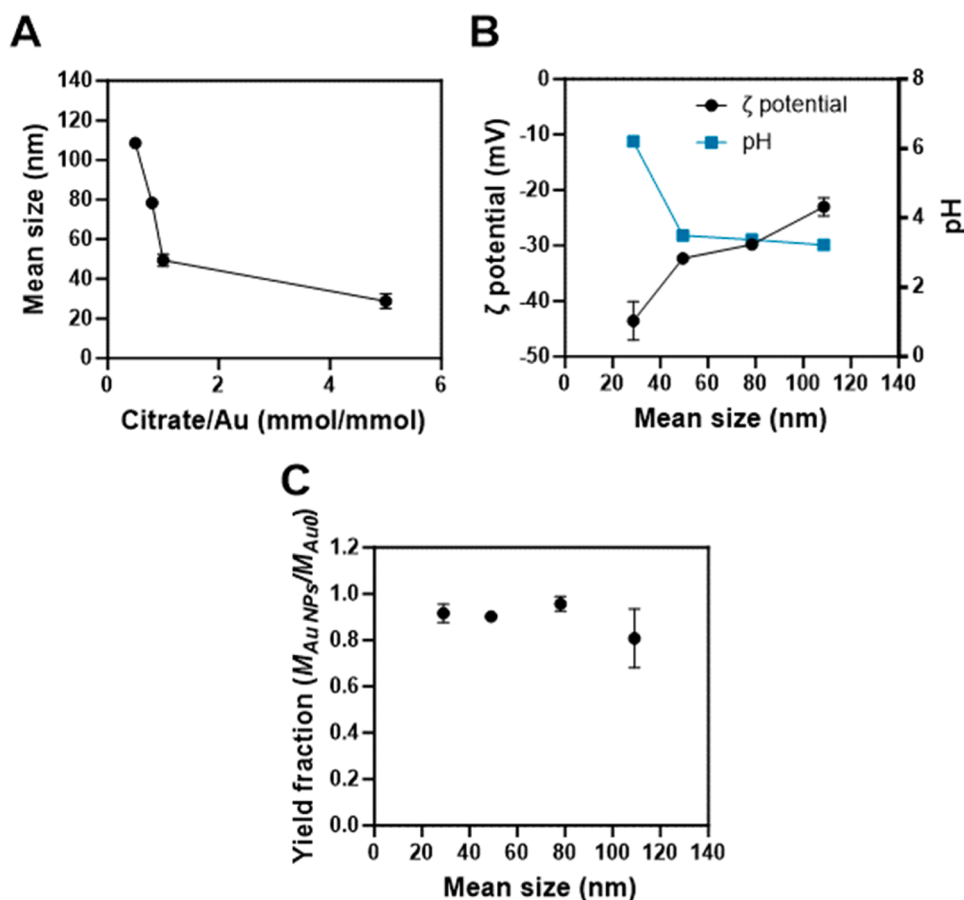 A
Mean size (nm)
140
120
100
80
60
40
20
0
0 2 4 6
Citrate/Au (mmol/mmol)
B
ζ potential (mV)
0
-10
-20
-30
-40
-50
ζ potential
pH
8
6
4
2
0
pH
0 20 40 60 80 100 120 140
Mean size (nm)
C
Yield fraction (MAu NPs/MAu0)
1.2
1.0
0.8
0.6
0.4
0.2
0.0
0 20 40 60 80 100 120 140
Mean size (nm)